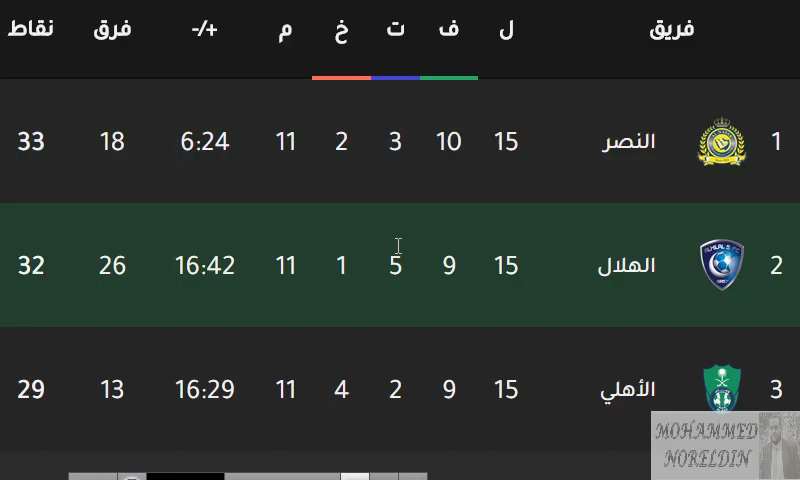 فريق ل ف ت خ م +/- فرق نقاط
1 النصر 15 10 3 2 11 6:24 18 33
2 الهلال 15 9 5 1 11 16:42 26 32
3 الأهلي 15 9 2 4 11 16:29 13 29
MOHAMMED
NORELDIN